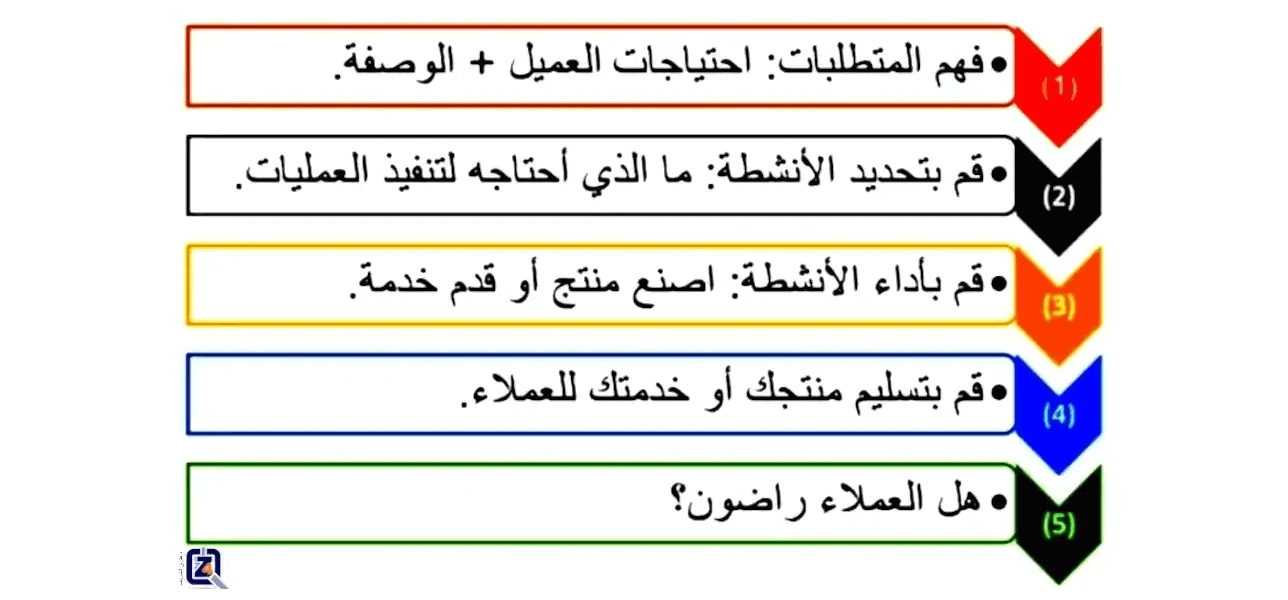 (1)
• فهم المتطلبات: احتياجات العميل + الوصفة.
(2)
• قم بتحديد الأنشطة: ما الذي أحتاجه لتنفيذ العمليات.
(3)
• قم بأداء الأنشطة: اصنع منتج أو قدم خدمة.
(4)
• قم بتسليم منتجك أو خدمتك للعملاء.
(5)
• هل العملاء راضون؟
Z4